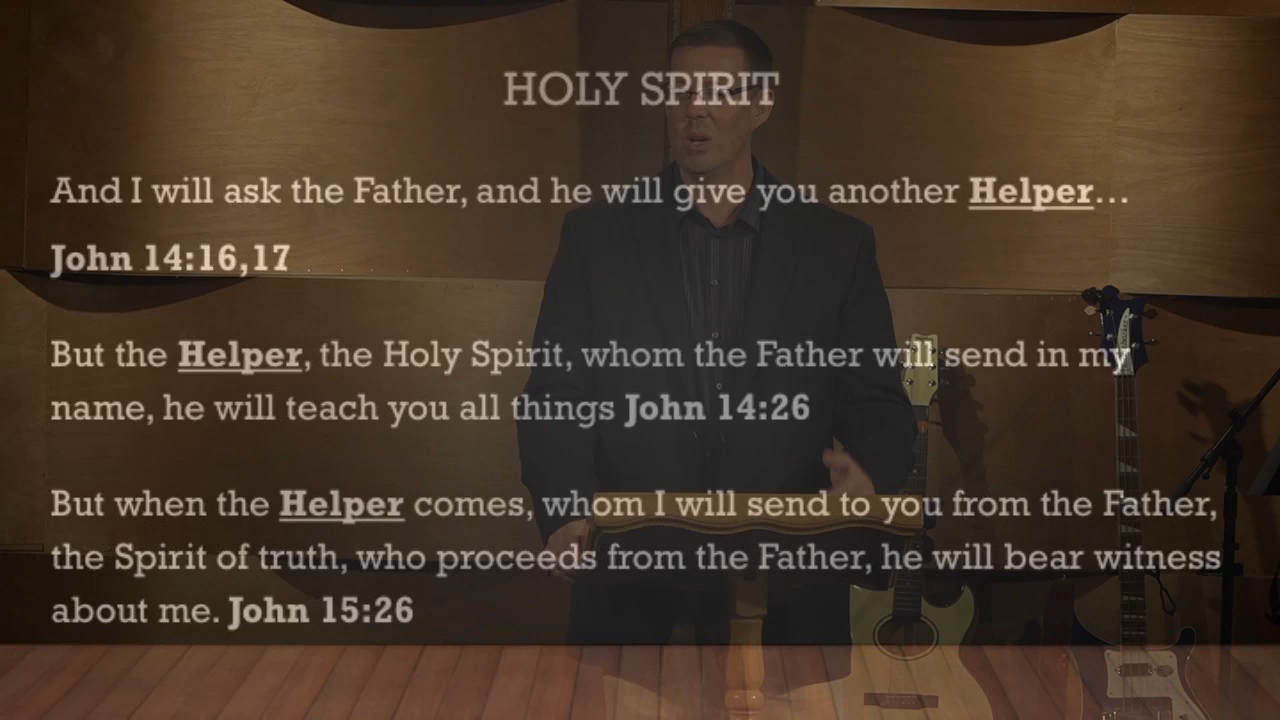 HOLY SPIRIT
And I will ask the Father, and he will give you another Helper…
John 14:16,17
But the Helper, the Holy Spirit, whom the Father will send in my
name, he will teach you all things John 14:26
But when the Helper comes, whom I will send to you from the Father,
the Spirit of truth, who proceeds from the Father, he will bear witness
about me. John 15:26